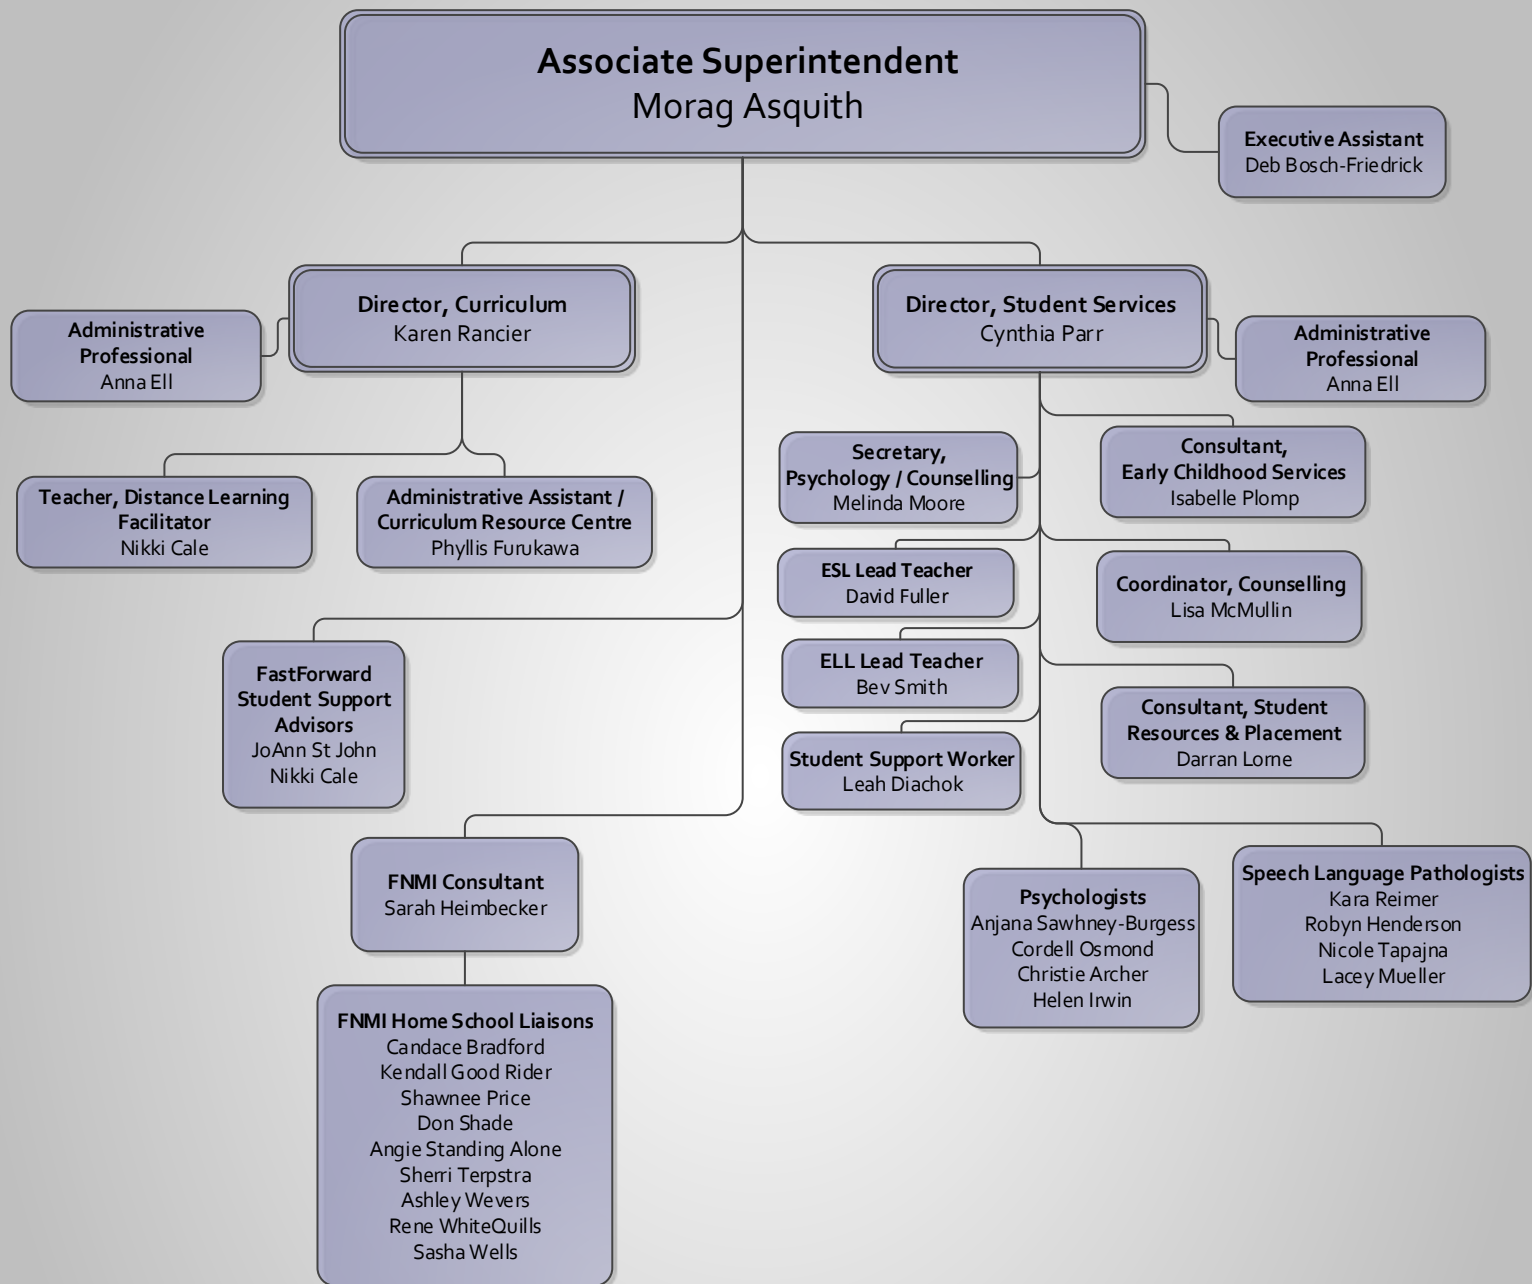 Associate Superintendent
Morag Asquith
Executive Assistant
Deb Bosch-Friedrick
Director, Curriculum
Karen Rancier
Director, Student Services
Cynthia Parr
Administrative
Professional
Anna Ell
Administrative
Professional
Anna Ell
Teacher, Distance Learning
Facilitator
Nikki Cale
Administrative Assistant /
Curriculum Resource Centre
Phyllis Furukawa
Secretary,
Psychology / Counselling
Melinda Moore
Consultant,
Early Childhood Services
Isabelle Plomp
ESL Lead Teacher
David Fuller
Coordinator, Counselling
Lisa McMullin
ELL Lead Teacher
Bev Smith
Consultant, Student
Resources & Placement
Darran Lorne
Student Support Worker
Leah Diachok
FastForward
Student Support
Advisors
JoAnn St John
Nikki Cale
FNMI Consultant
Sarah Heimbecker
Psychologists
Anjana Sawhney-Burgess
Cordell Osmond
Christie Archer
Helen Irwin
Speech Language Pathologists
Kara Reimer
Robyn Henderson
Nicole Tapajna
Lacey Mueller
FNMI Home School Liaisons
Candace Bradford
Kendall Good Rider
Shawnee Price
Don Shade
Angie Standing Alone
Sherri Terpstra
Ashley Wevers
Rene WhiteQuills
Sasha Wells